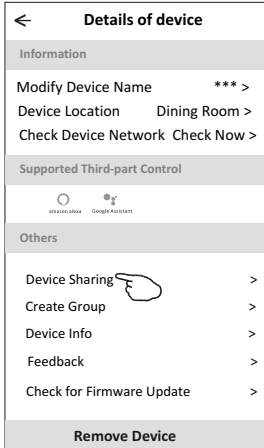 Details of device
Information
Modify Device Name *** >
Device Location Dining Room >
Check Device Network Check Now >
Supported Third-part Control
amazon alexa Google Assistant
Others
Device Sharing >
Create Group >
Device Info >
Feedback >
Check for Firmware Update >
Remove Device